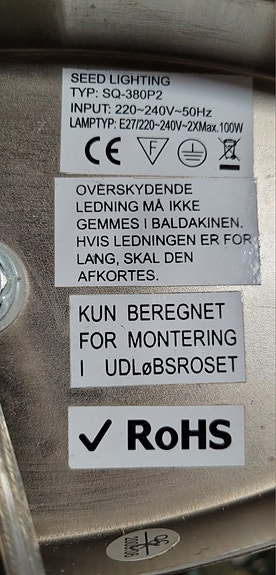 SEED LIGHTING
TYP: SQ-380P2
INPUT: 220~240V~50Hz
LAMPTYP: E27/220~240V~2XMax.100W
CE F
OVERSKYDENDE
LEDNING MÅ IKKE
GEMMES I BALDAKINEN.
HVIS LEDNINGEN ER FOR
LANG, SKAL DEN
AFKORTES.
KUN BEREGNET
FOR MONTERING
I UDLØBSROSET
✓ RoHS